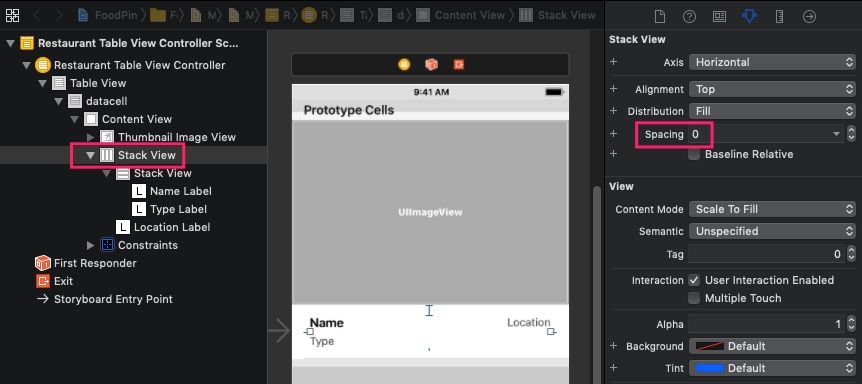 FoodPin
Content View
Stack View
Restaurant Table View Controller Sc...
Restaurant Table View Controller
Table View
datacell
Content View
Thumbnail Image View
Stack View
Stack View
L Name Label
L Type Label
L Location Label
Constraints
First Responder
Exit
Storyboard Entry Point
9:41 AM
Prototype Cells
UIImageView
Name
Location
Type
Stack View
Axis Horizontal
Alignment Top
Distribution Fill
Spacing 0
Baseline Relative
View
Content Mode Scale To Fill
Semantic Unspecified
Tag 0
Interaction User Interaction Enabled
Multiple Touch
Alpha 1
Background Default
Tint Default